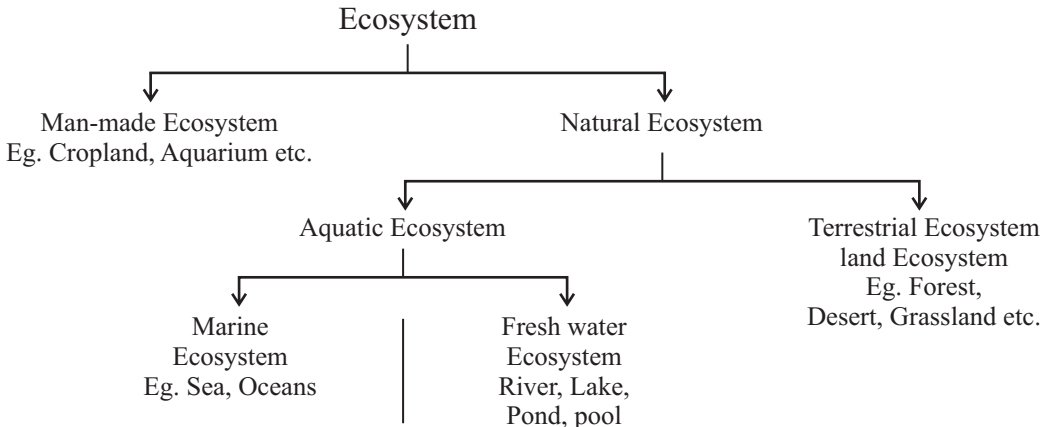 Ecosystem
Man-made Ecosystem
Eg. Cropland, Aquarium etc.
Natural Ecosystem
Aquatic Ecosystem
Terrestrial Ecosystem
land Ecosystem
Eg. Forest,
Desert, Grassland etc.
Marine
Ecosystem
Eg. Sea, Oceans
Fresh water
Ecosystem
River, Lake,
Pond, pool